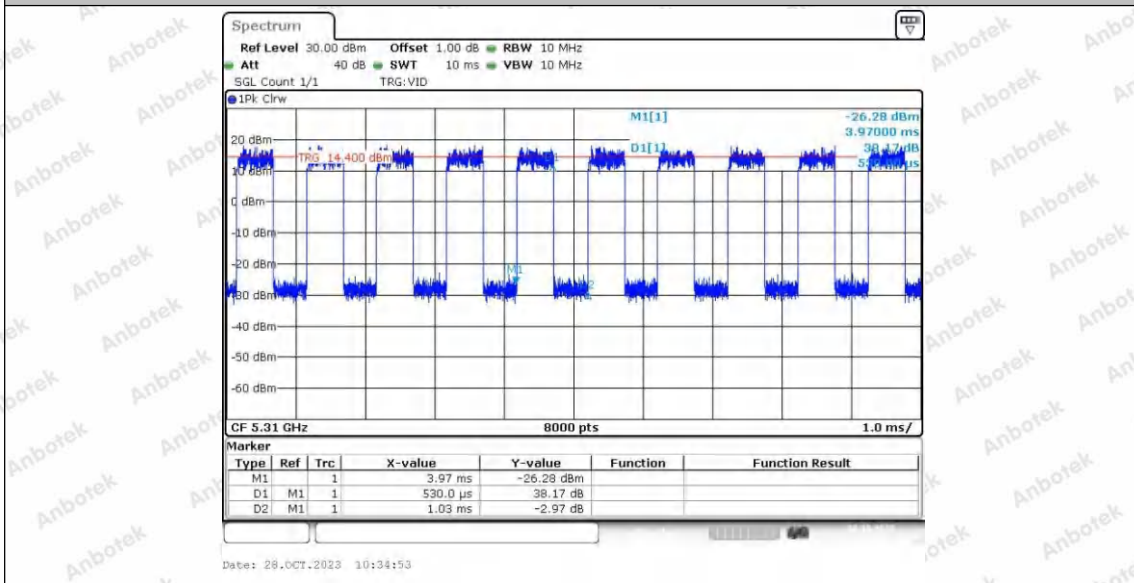 Spectrum
Ref Level 30.00 dBm Offset 1.00 dB RBW 10 MHz
Att 40 dB SWT 10 ms VBW 10 MHz
SGL Count 1/1 TRG:VID
1Pk Clrw
M1[1] -26.28 dBm
3.97000 ms
20 dBm
D1[1] 38.17 dB
TRG 14.400 dBm
10 dBm
0 dBm
-10 dBm
-20 dBm
M1
-30 dBm
-40 dBm
-50 dBm
-60 dBm
CF 5.31 GHz 8000 pts 1.0 ms/
Marker
Type Ref Trc X-value Y-value Function Function Result
M1 1 3.97 ms -26.28 dBm
D1 M1 1 530.0 µs 38.17 dB
D2 M1 1 1.03 ms -2.97 dB
Date: 28.OCT.2023 10:34:53
Anbotek